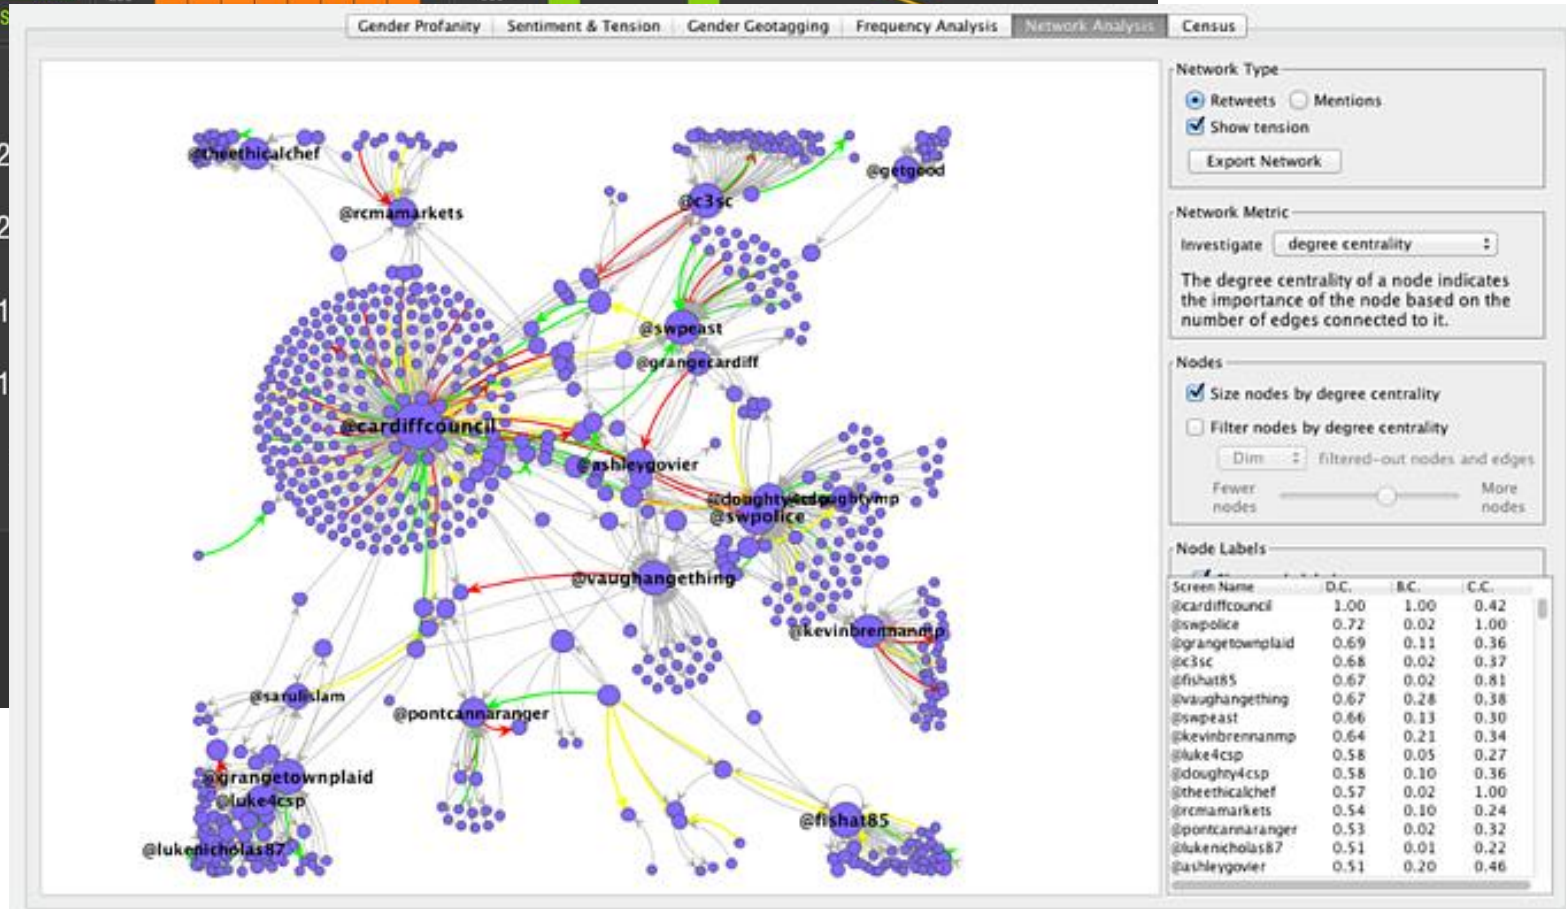 Gender Profanity Sentiment & Tension Gender Geotagging Frequency Analysis Network Analysis Census
@theethicalchef
@rcmamarkets
@c3sc
@getgood
@swpeast
@grangecardiff
@cardiffcouncil
@ashleygovier
@swpolice
@vaughangething
@kevinbrennanmp
@sarulislam
@pontcannaranger
@grangetownplaid
@luke4csp
@lukenicholas87
@fishat85
Network Type
Retweets Mentions
Show tension
Export Network
Network Metric
Investigate degree centrality
The degree centrality of a node indicates
the importance of the node based on the
number of edges connected to it.
Nodes
Size nodes by degree centrality
Filter nodes by degree centrality
Dim filtered-out nodes and edges
Fewer More
nodes nodes
Node Labels
Screen Name D.C. B.C. C.C.
@cardiffcouncil 1.00 1.00 0.42
@swpolice 0.72 0.02 1.00
@grangetownplaid 0.69 0.11 0.36
@c3sc 0.68 0.02 0.37
@fishat85 0.67 0.02 0.81
@vaughangething 0.67 0.28 0.38
@swpeast 0.66 0.13 0.30
@kevinbrennanmp 0.64 0.21 0.34
@luke4csp 0.58 0.05 0.27
@doughty4csp 0.58 0.10 0.36
@theethicalchef 0.57 0.02 1.00
@rcmamarkets 0.54 0.10 0.24
@pontcannaranger 0.53 0.02 0.32
@lukenicholas87 0.51 0.01 0.22
@ashleygovier 0.51 0.20 0.46